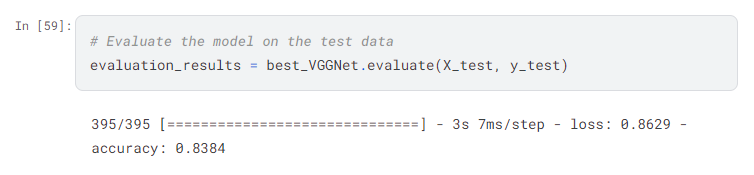 In [59]:
# Evaluate the model on the test data
evaluation_results = best_VGGNet.evaluate(X_test, y_test)
395/395 [==============================] - 3s 7ms/step - loss: 0.8629 -
accuracy: 0.8384